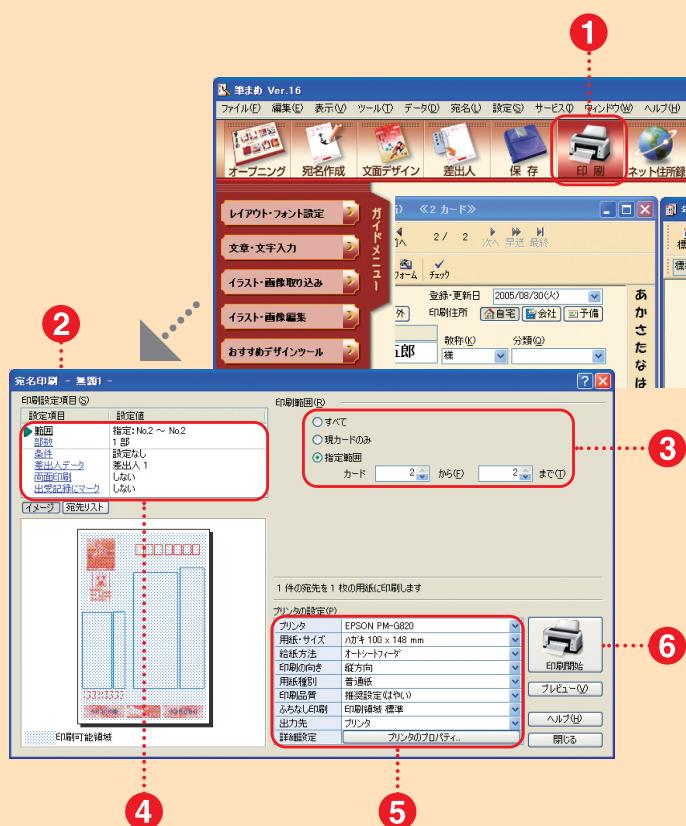 1
筆まめ Ver.16
ファイル(F) 編集(E) 表示(V) ツール(T) データ(D) 宛名(L) 設定(S) サービス(I) ウィンドウ(W) ヘルプ(H)
オープニング 宛名作成 文面デザイン 差出人 保存 印刷 ネット住所録
レイアウト・フォント設定
文章・文字入力
イラスト・画像取り込み
イラスト・画像編集
おすすめデザインツール
ガイドメニュー
≪2 カード≫
2 / 2 次へ 早送 最終
フォーム チェック
登録・更新日 2005/08/30(火)
印刷住所 自宅 会社 予備
敬称(K) 分類(Q)
郎 様
あ
か
さ
た
な
は
2
宛名印刷 - 無題1 -
印刷設定項目(S)
設定項目 設定値
範囲 指定:No.2 ～ No.2
部数 1 部
条件 設定なし
差出人データ 差出人 1
両面印刷 しない
出受記録にマーク しない
イメージ 宛先リスト
印刷可能領域
印刷範囲(R)
すべて
現カードのみ
指定範囲
カード 2 から(F) 2 まで(T)
3
1 件の宛先を 1 枚の用紙に印刷します
プリンタの設定(P)
プリンタ EPSON PM-G820
用紙・サイズ ハガキ 100 x 148 mm
給紙方法 オートシートフィーダ
印刷の向き 縦方向
用紙種別 普通紙
印刷品質 推奨設定(はやい)
ふちなし印刷 印刷領域 標準
出力先 プリンタ
詳細設定 プリンタのプロパティ...
印刷開始
プレビュー(V)
ヘルプ(H)
閉じる
6
4
5